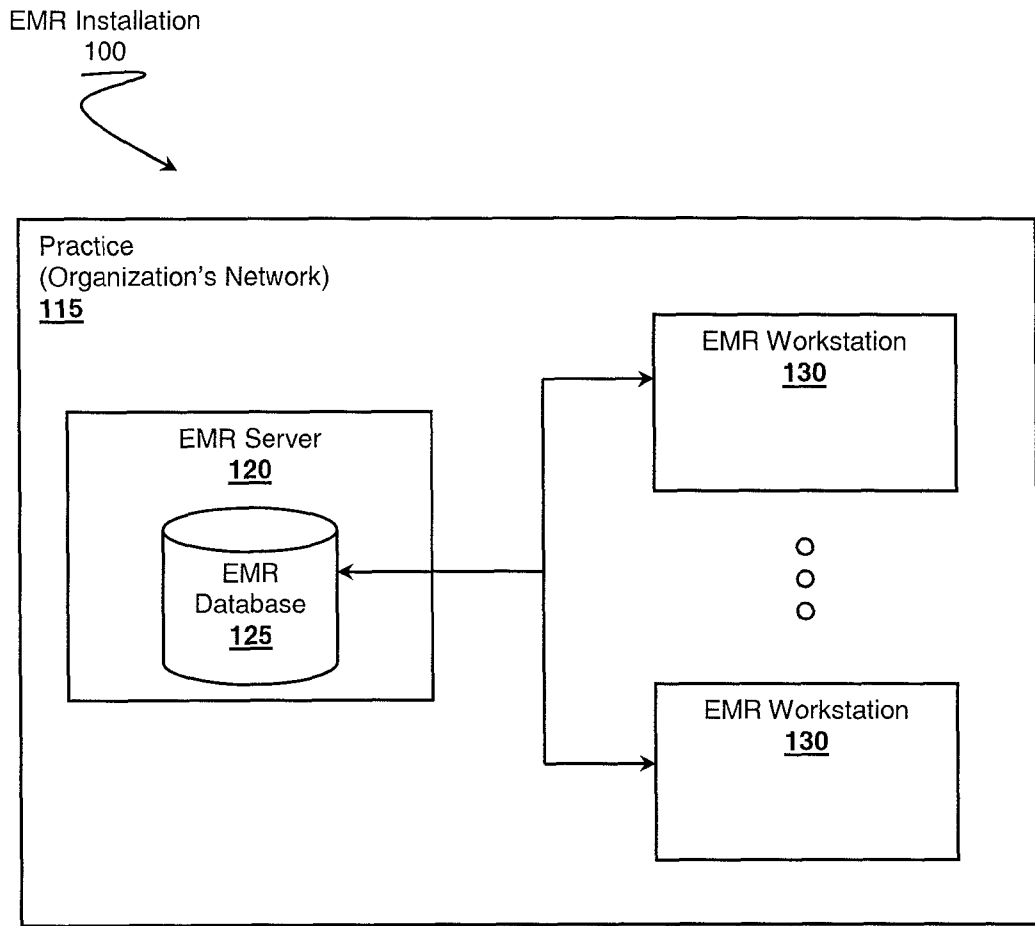 EMR Installation
100
Practice
(Organization's Network)
115
EMR Workstation
130
EMR Server
120
EMR
Database
125
EMR Workstation
130